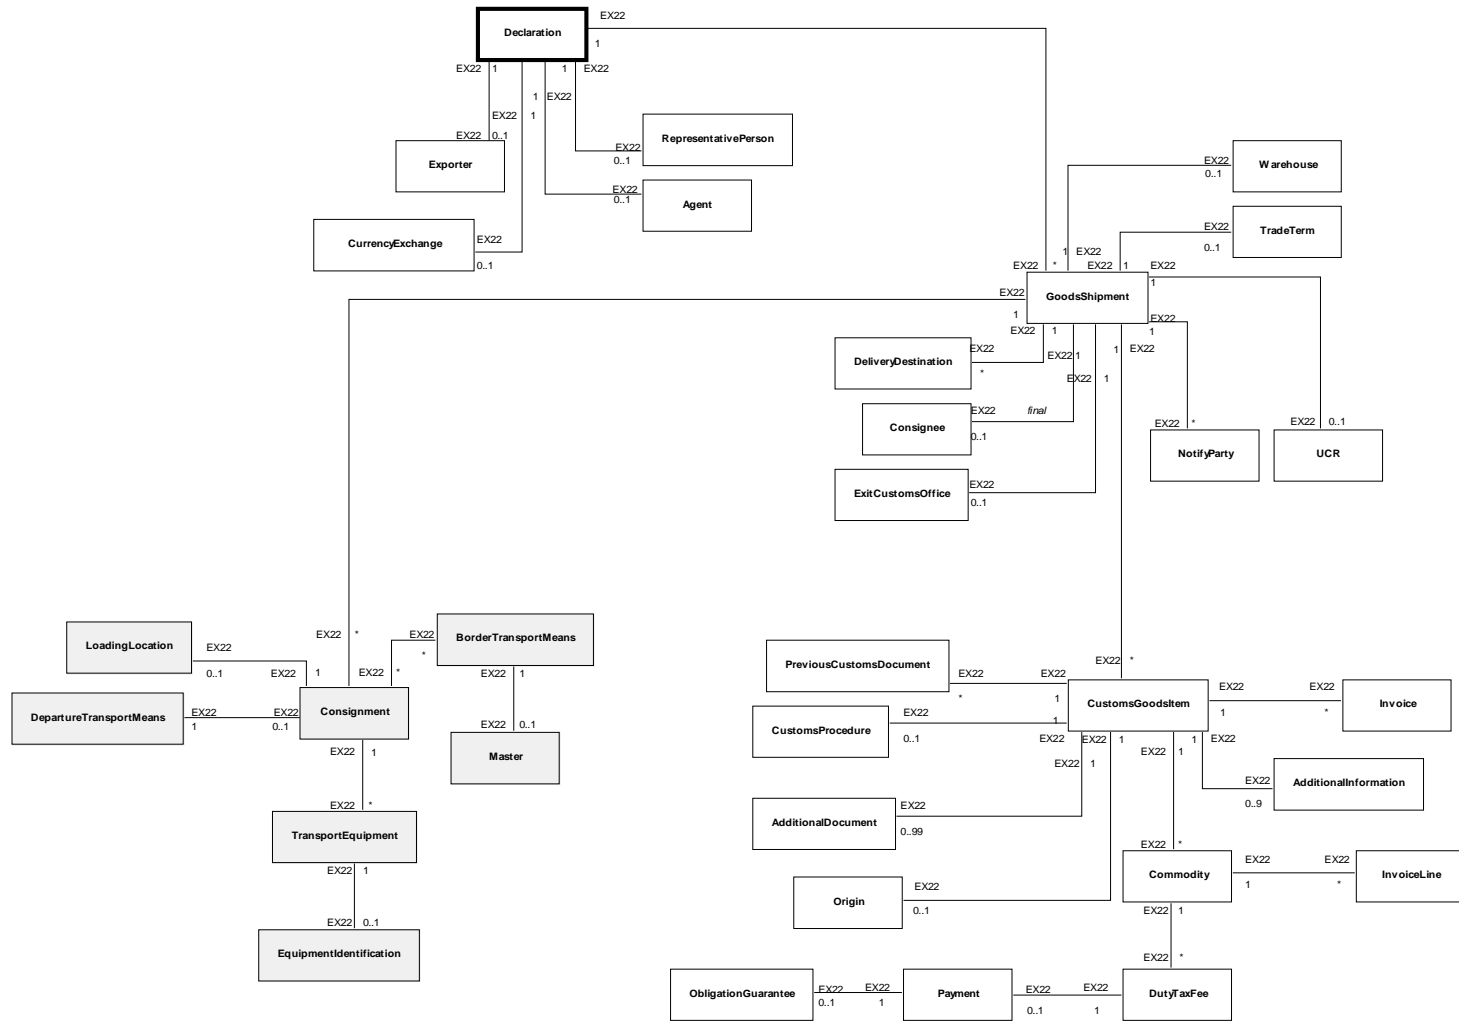 EX22
Declaration
1
EX22 1 1 EX22
1 EX22
EX22 1
EX22 0..1
RepresentativePerson
EX22
0..1
Exporter
EX22
0..1
Agent
CurrencyExchange
EX22
0..1
EX22
0..1
Warehouse
EX22
0..1
TradeTerm
1 EX22
EX22 * EX22 1 EX22
1
EX22
1
GoodsShipment
EX22
1
EX22 1
1 EX22
EX22 1
EX22 1
DeliveryDestination
EX22
*
Consignee
EX22 final
0..1
ExitCustomsOffice
EX22
0..1
EX22 *
NotifyParty
EX22 0..1
UCR
LoadingLocation
EX22
0..1
EX22 1
EX22 *
EX22 *
EX22
*
BorderTransportMeans
EX22 1
DepartureTransportMeans
EX22
1
EX22
0..1
Consignment
EX22 0..1
Master
EX22 1
EX22 *
TransportEquipment
EX22 1
EX22 0..1
EquipmentIdentification
EX22 *
PreviousCustomsDocument
EX22
*
EX22
1
CustomsGoodsItem
EX22
1
EX22
*
Invoice
CustomsProcedure
EX22
0..1
1
EX22
EX22 1
EX22 1
EX22 1
1 EX22
EX22
0..9
AdditionalInformation
AdditionalDocument
EX22
0..99
EX22 *
Commodity
EX22
1
EX22
*
InvoiceLine
Origin
EX22
0..1
EX22 1
EX22 *
ObligationGuarantee
EX22
0..1
EX22
1
Payment
EX22
0..1
EX22
1
DutyTaxFee